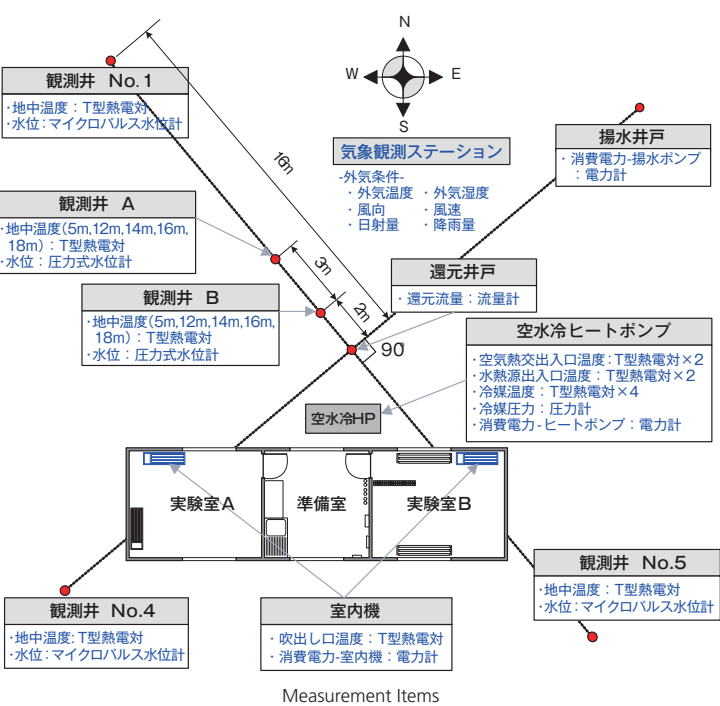 N
W
E
S
観測井 No.1
・地中温度：T型熱電対
・水位：マイクロパルス水位計
16m
揚水井戸
・消費電力-揚水ポンプ
：電力計
気象観測ステーション
-外気条件-
・外気温度 ・外気湿度
・風向 ・風速
・日射量 ・降雨量
観測井 A
・地中温度(5m,12m,14m,16m,
18m)：T型熱電対
・水位：圧力式水位計
3m
還元井戸
・還元流量：流量計
観測井 B
・地中温度(5m,12m,14m,16m,
18m)：T型熱電対
・水位：圧力式水位計
2m
90°
空水冷ヒートポンプ
・空気熱交出入口温度：T型熱電対×2
・水熱源出入口温度：T型熱電対×2
・冷媒温度：T型熱電対×4
・冷媒圧力：圧力計
・消費電力-ヒートポンプ：電力計
空水冷HP
実験室A
準備室
実験室B
観測井 No.5
・地中温度：T型熱電対
・水位：マイクロパルス水位計
観測井 No.4
・地中温度：T型熱電対
・水位：マイクロパルス水位計
室内機
・吹出し口温度：T型熱電対
・消費電力-室内機：電力計
Measurement Items